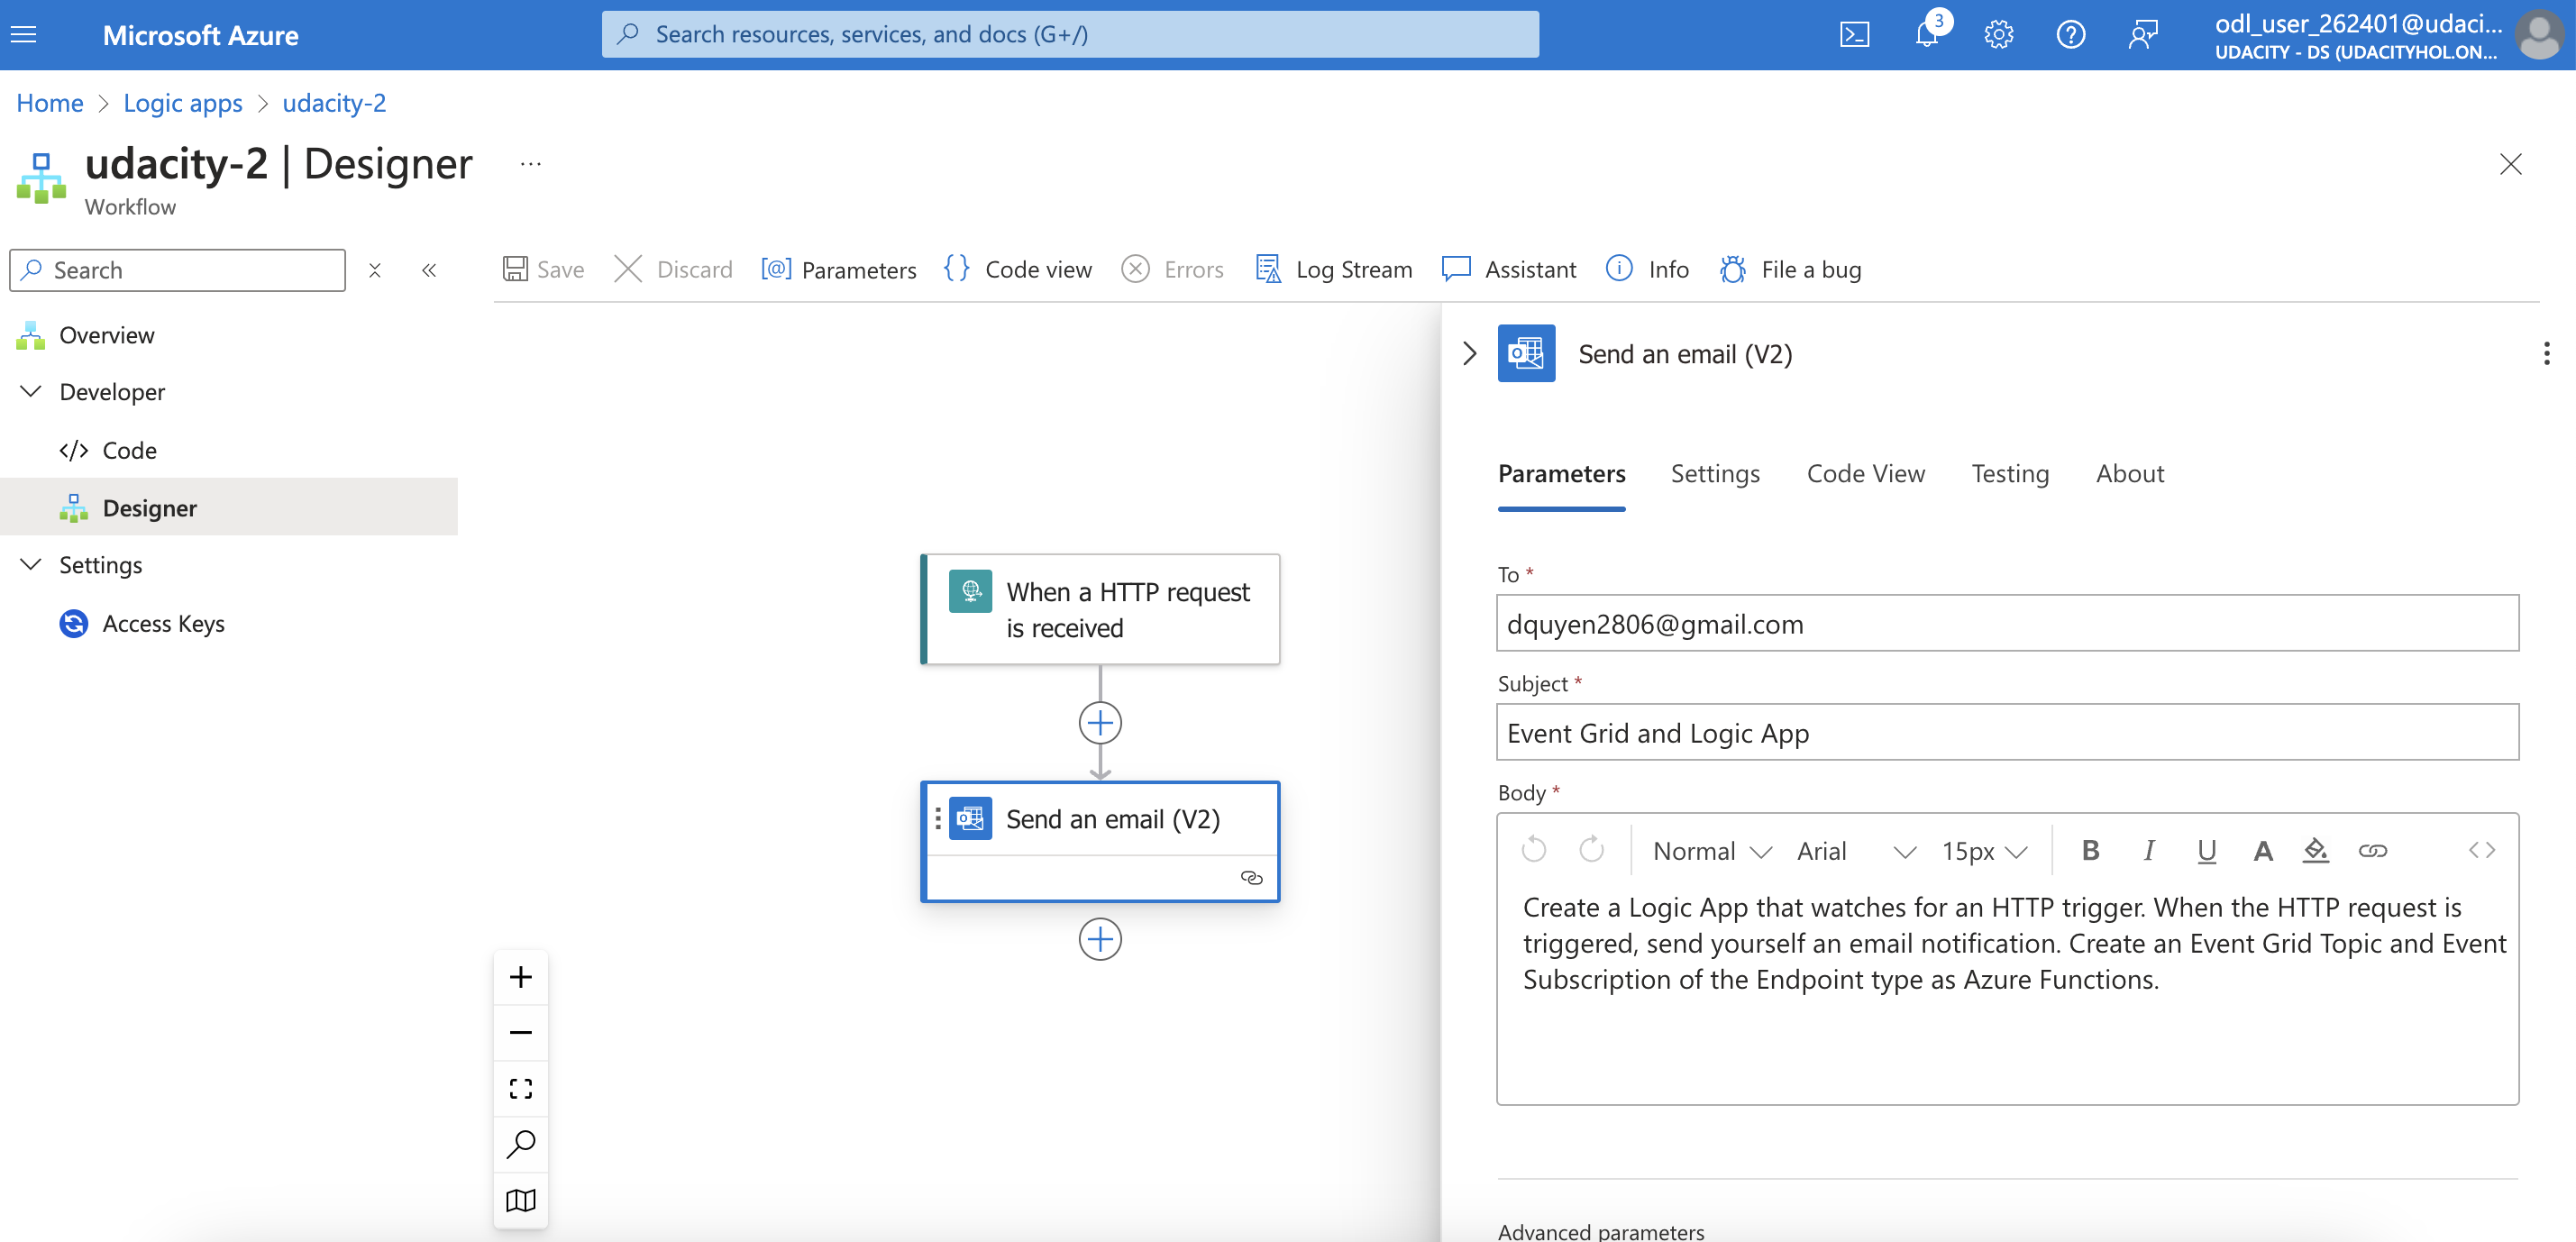 Microsoft Azure
Search resources, services, and docs (G+/)
3
odl_user_262401@udaci...
UDACITY - DS (UDACITYHOL.ON...
Home > Logic apps > udacity-2
udacity-2 | Designer ...
Workflow
Search
Save
Discard
Parameters
Code view
Errors
Log Stream
Assistant
Info
File a bug
Overview
Developer
Code
Designer
Settings
Access Keys
When a HTTP request
is received
Send an email (V2)
Send an email (V2)
Parameters
Settings
Code View
Testing
About
To *
dquyen2806@gmail.com
Subject *
Event Grid and Logic App
Body *
Normal
Arial
15px
B
I
U
A
Create a Logic App that watches for an HTTP trigger. When the HTTP request is
triggered, send yourself an email notification. Create an Event Grid Topic and Event
Subscription of the Endpoint type as Azure Functions.
Advanced parameters